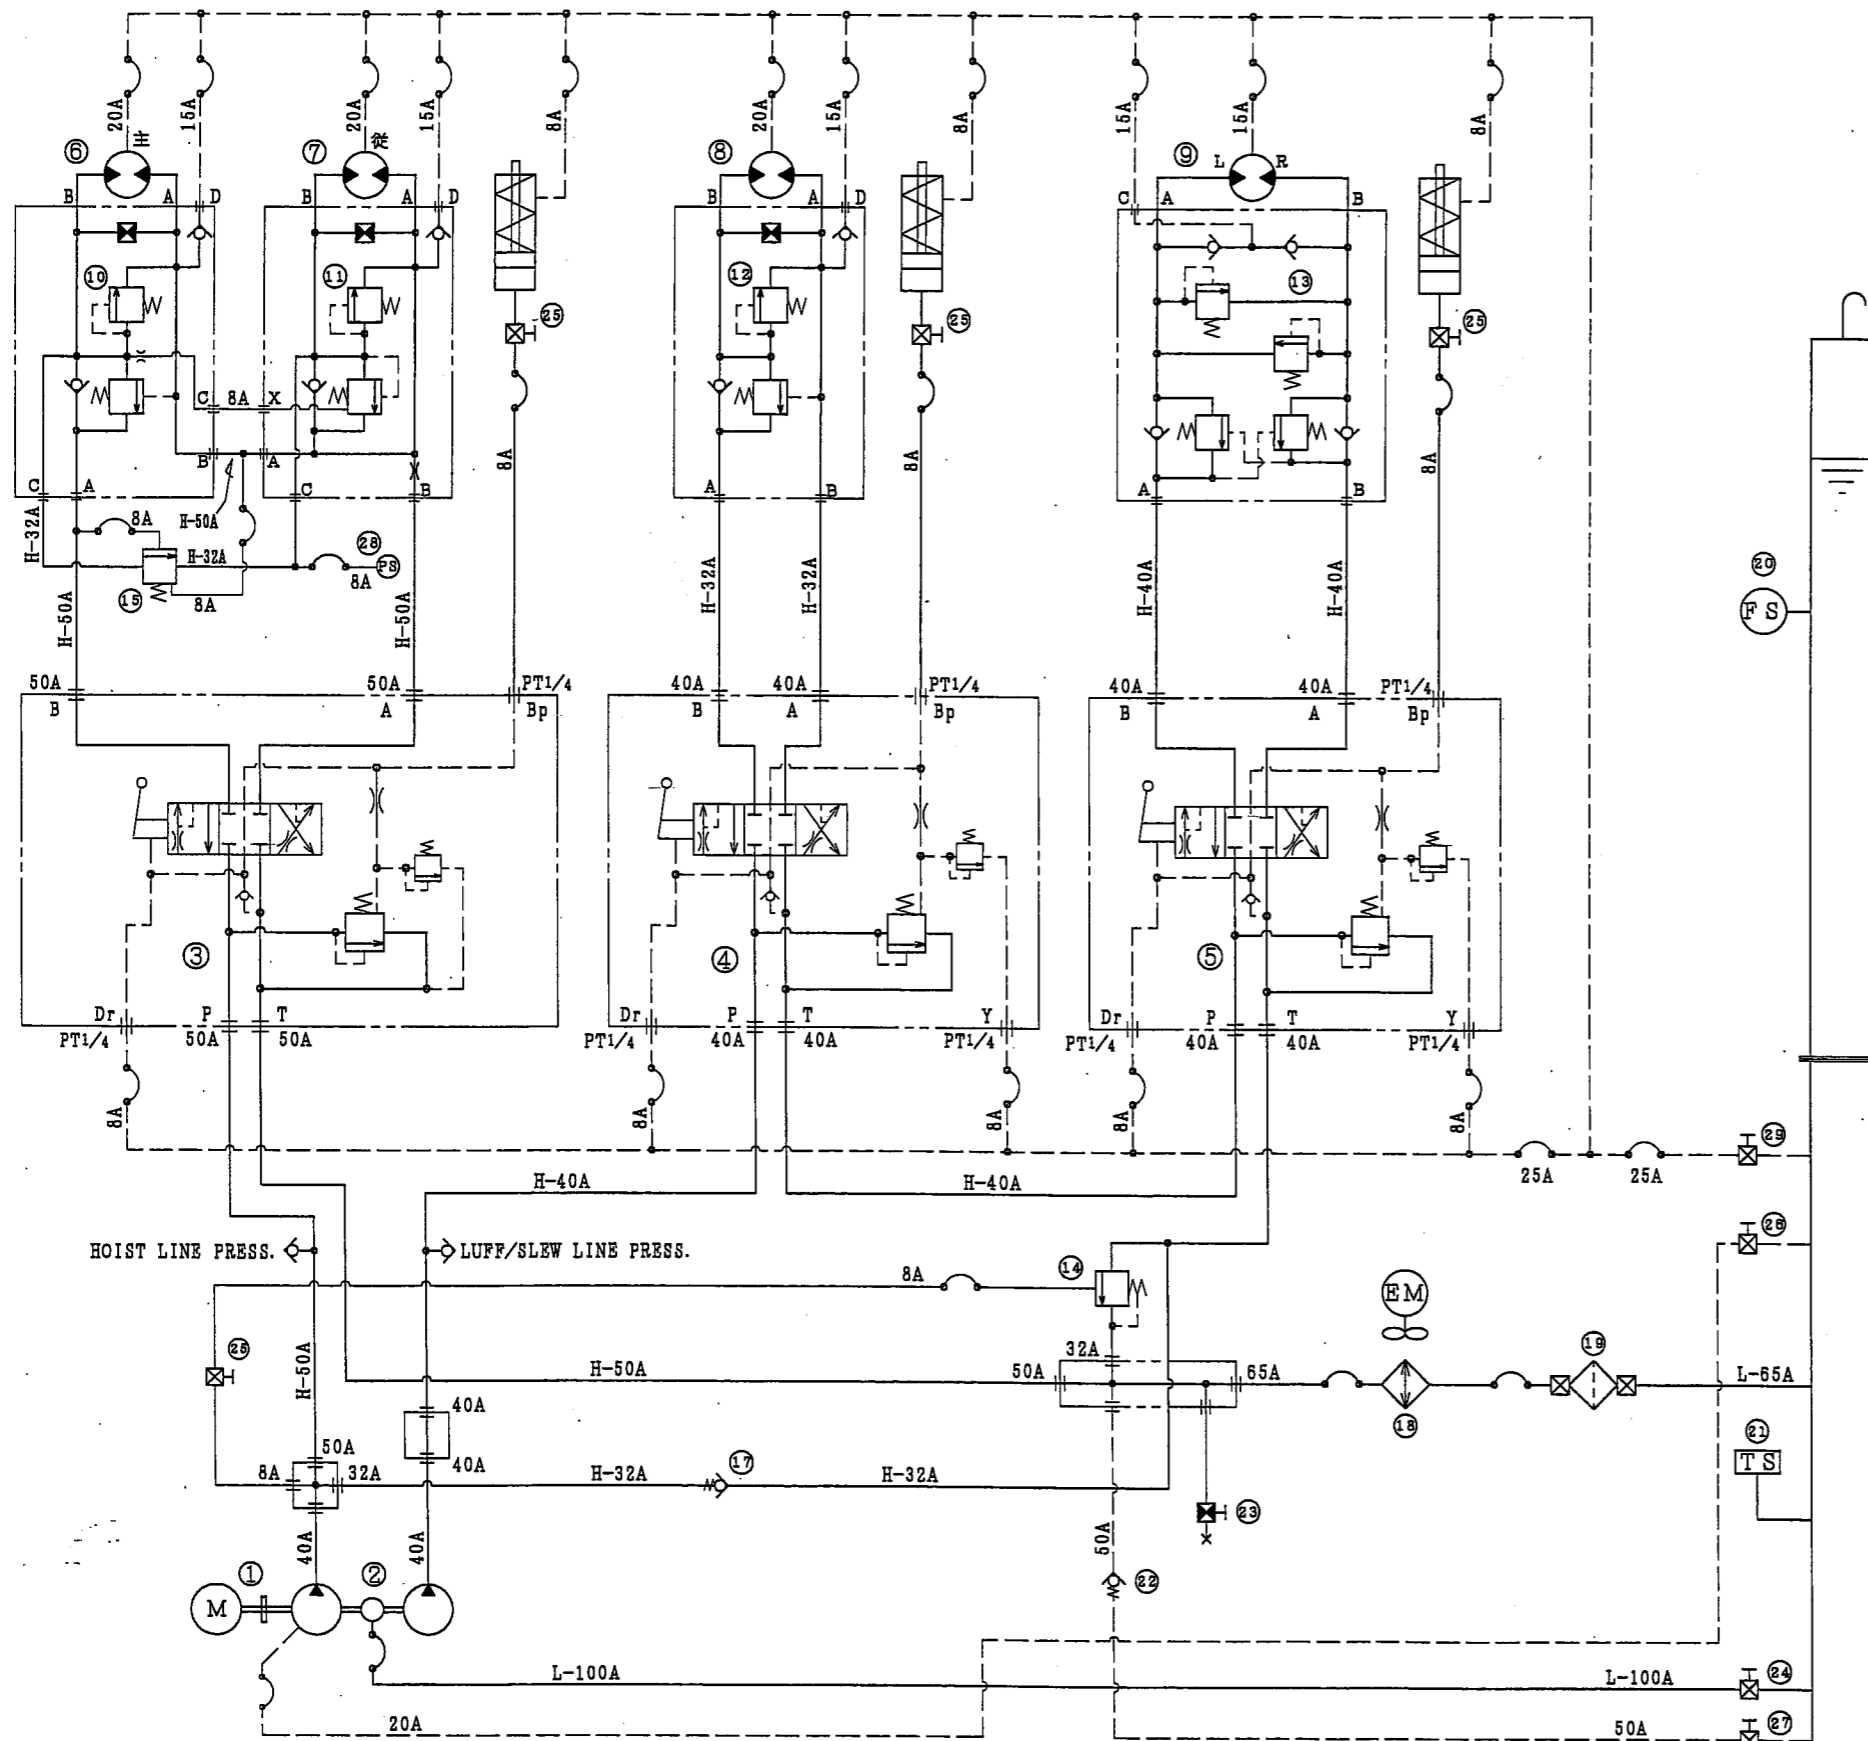 20A 15A 20A 15A 8A 20A 15A 8A 15A 15A 8A
⑥ 主 ⑦ 従 ⑧ ⑨ L R
B A D B A D B A D C A B
⑩ ⑪ ⑫ ⑬
㉕ ㉕ ㉕
C 8A X
B A
8A 8A 8A
C A C B A B A B
H-32A 8A H-50A
H-32A ㉘ PS
8A
⑮ 8A
H-50A H-50A H-32A H-32A H-40A H-40A
⑳
FS
50A 50A PT1/4 40A 40A PT1/4 40A 40A PT1/4
B A Bp B A Bp B A Bp
③ ④ ⑤
Dr P T Dr P T Y Dr P T Y
PT1/4 50A 50A PT1/4 40A 40A PT1/4 PT1/4 40A 40A PT1/4
8A 8A 8A 8A 8A
㉙
25A 25A
H-40A H-40A
HOIST LINE PRESS. LUFF/SLEW LINE PRESS.
㉖
8A ⑭
EM
H-50A
32A
H-50A 50A 65A ⑲
L-65A
40A ⑱
50A
40A
8A 32A H-32A ⑰ H-32A
㉑
TS
㉓
40A 40A 50A
① ② ㉒
M
L-100A L-100A ㉔
20A 50A ㉗